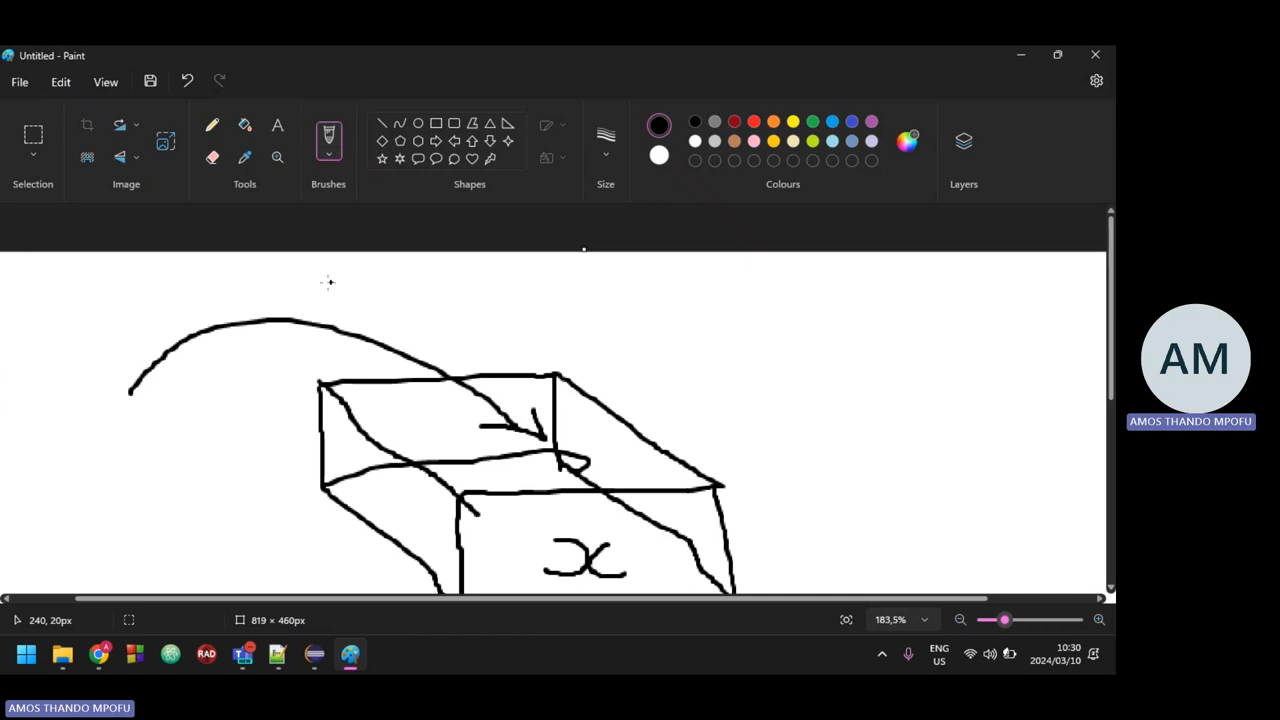 Untitled - Paint
File Edit View
Selection Image Tools Brushes Shapes Size Colours Layers
A
x
AM
AMOS THANDO MPOFU
240, 20px 819 × 460px 183,5%
A RAD
ENG 10:30
US 2024/03/10
AMOS THANDO MPOFU